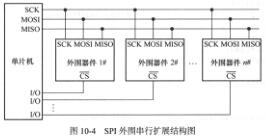 SCK
MOSI
MISO
单片机
SCK MOSI MISO
外围器件 1#
CS
SCK MOSI MISO
外围器件 2#
CS
...
SCK MOSI MISO
外围器件 n#
CS
I/O
I/O
⋮
I/O
图 10-4 SPI 外围串行扩展结构图